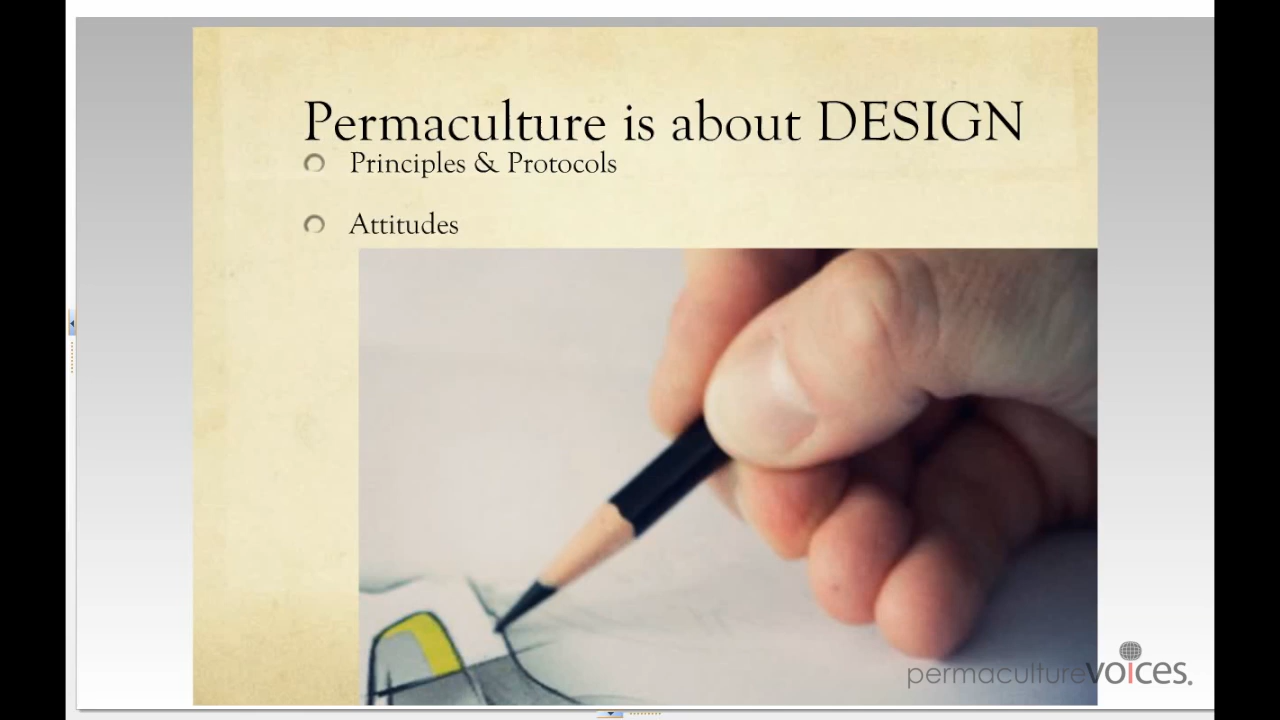 Permaculture is about DESIGN
Principles & Protocols
Attitudes
permacultureVOiCes.